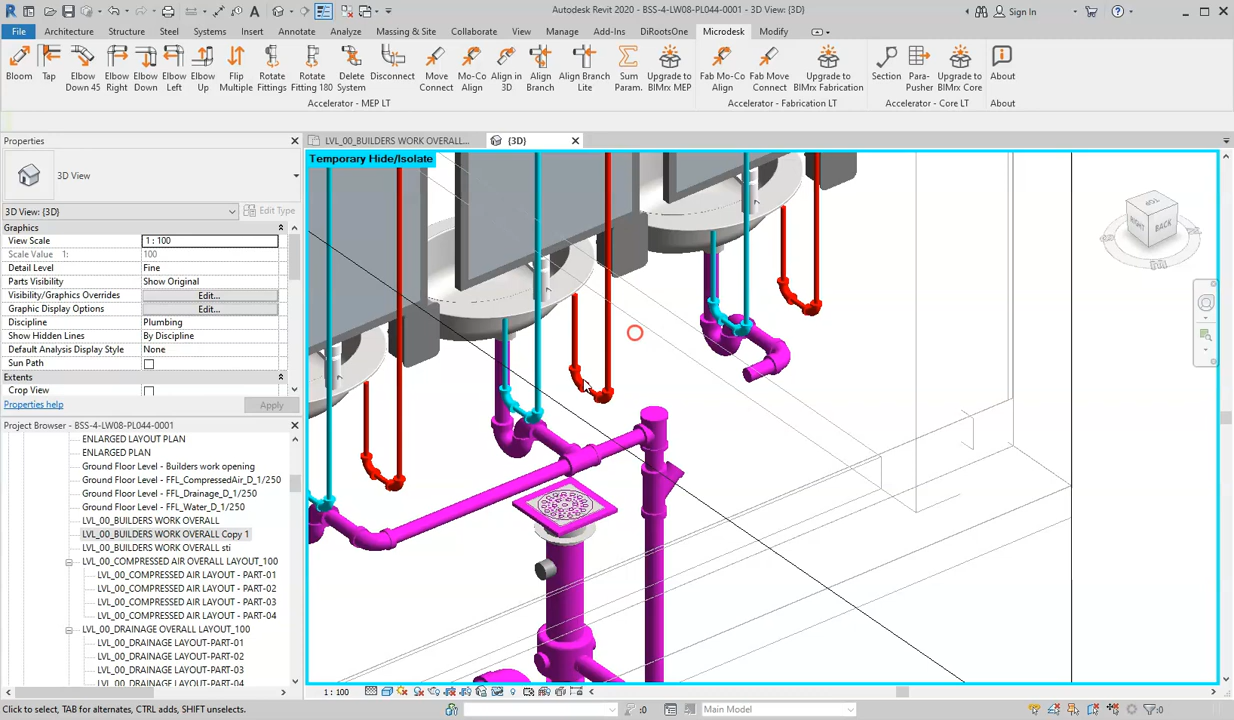 Autodesk Revit 2020 - BSS-4-LW08-PL044-0001 - 3D View: {3D}
Sign In
File Architecture Structure Steel Systems Insert Annotate Analyze Massing & Site Collaborate View Manage Add-Ins DiRootsOne Microdesk Modify
Bloom Tap Elbow Down 45 Elbow Right Elbow Down Elbow Left Elbow Up Flip Multiple Rotate Fittings Rotate Fittings 180 Delete System Disconnect Move Connect Mo-Co Align Align in 3D Align Branch Align Branch Lite Sum Param. Upgrade to BIMrx MEP Fab Mo-Co Align Fab Move Connect Upgrade to BIMrx Fabrication Section Para-Pusher Upgrade to BIMrx Core About
Accelerator - MEP LT Accelerator - Fabrication LT Accelerator - Core LT About
Properties
LVL_00_BUILDERS WORK OVERALL... {3D}
Temporary Hide/Isolate
3D View
3D View: {3D} Edit Type
Graphics
View Scale 1 : 100
Scale Value 1: 100
Detail Level Fine
Parts Visibility Show Original
Visibility/Graphics Overrides Edit...
Graphic Display Options Edit...
Discipline Plumbing
Show Hidden Lines By Discipline
Default Analysis Display Style None
Sun Path
Extents
Crop View
Properties help Apply
Project Browser - BSS-4-LW08-PL044-0001
ENLARGED LAYOUT PLAN
Ground Floor Level - Builders work opening
Ground Floor Level - FFL_CompressedAir_D_1/250
Ground Floor Level - FFL_Drainage_D_1/250
Ground Floor Level - FFL_Water_D_1/250
LVL_00_BUILDERS WORK OVERALL
LVL_00_BUILDERS WORK OVERALL Copy 1
LVL_00_BUILDERS WORK OVERALL sti
LVL_00_COMPRESSED AIR OVERALL LAYOUT_100
LVL_00_COMPRESSED AIR LAYOUT - PART-01
LVL_00_COMPRESSED AIR LAYOUT - PART-02
LVL_00_COMPRESSED AIR LAYOUT - PART-03
LVL_00_COMPRESSED AIR LAYOUT - PART-04
LVL_00_DRAINAGE OVERALL LAYOUT_100
LVL_00_DRAINAGE LAYOUT-PART-01
LVL_00_DRAINAGE LAYOUT-PART-02
LVL_00_DRAINAGE LAYOUT-PART-03
LVL_00_DRAINAGE LAYOUT-PART-04
TOP
RIGHT BACK
1 : 100
Click to select, TAB for alternates, CTRL adds, SHIFT unselects.
:0 Main Model :0